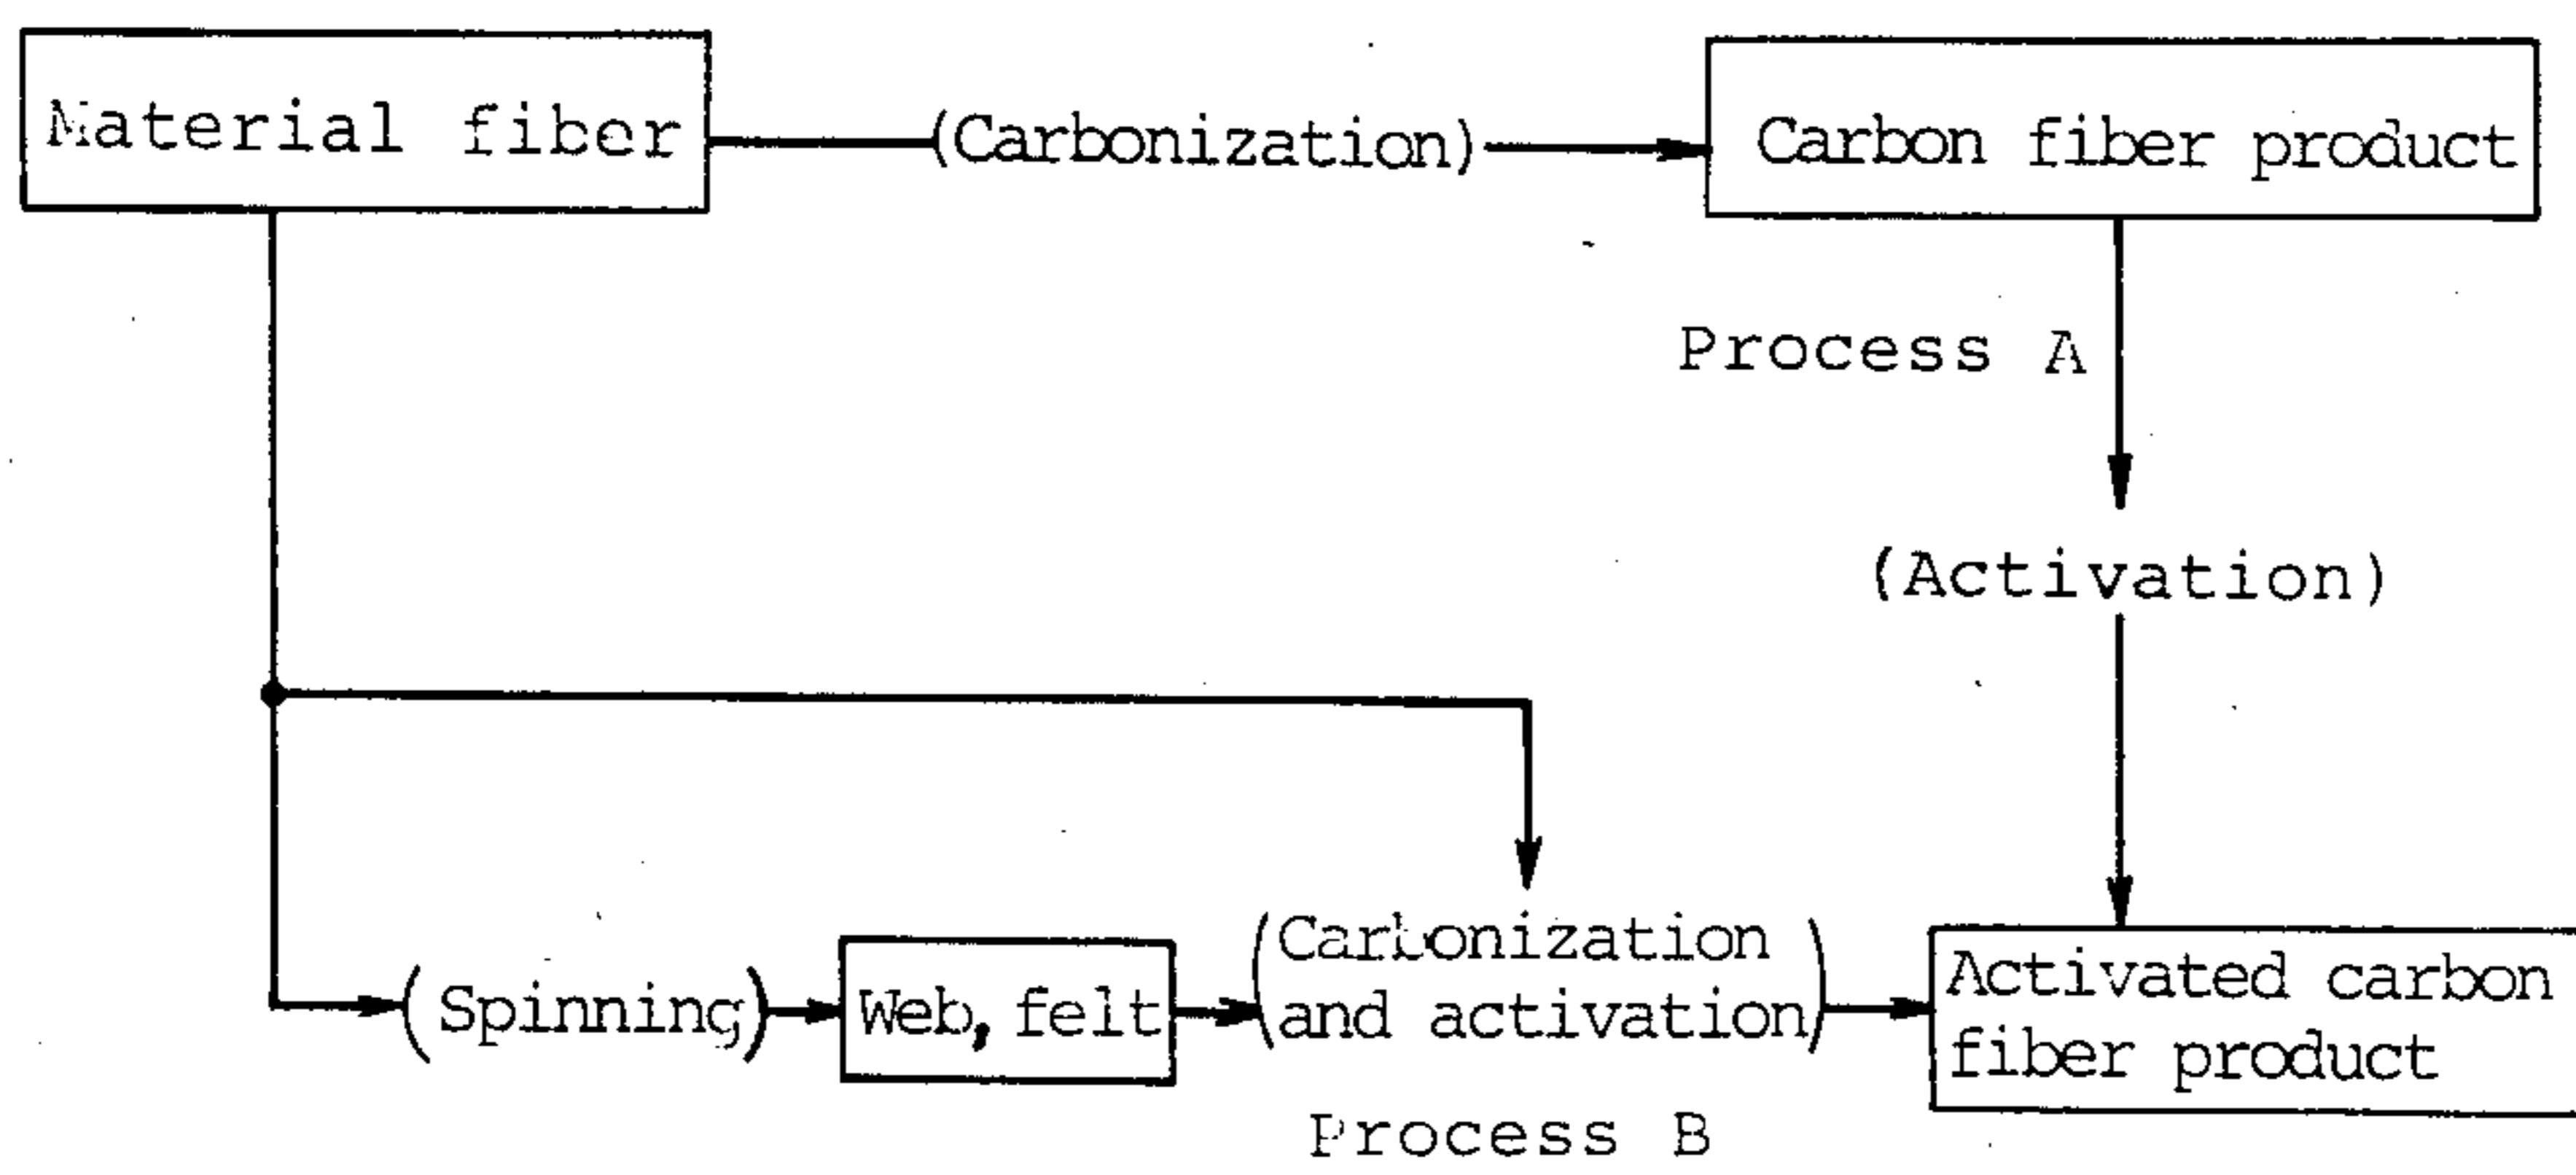 Material fiber
(Carbonization)
Carbon fiber product
Process A
(Activation)
(Spinning)
Web, felt
(Carbonization
and activation)
Activated carbon
fiber product
Process B